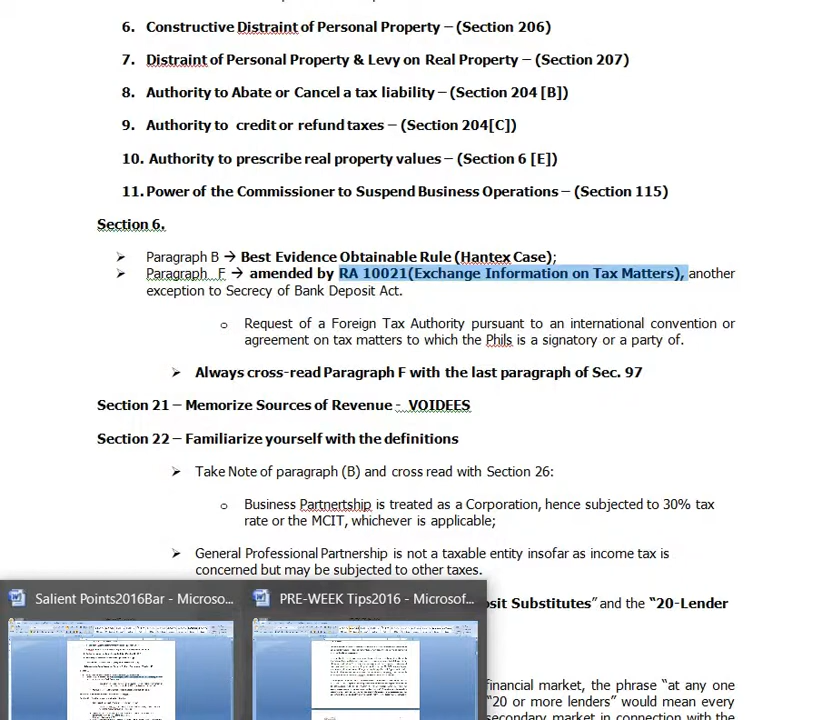 6. Constructive Distraint of Personal Property – (Section 206)
7. Distraint of Personal Property & Levy on Real Property – (Section 207)
8. Authority to Abate or Cancel a tax liability – (Section 204 [B])
9. Authority to credit or refund taxes – (Section 204[C])
10. Authority to prescribe real property values – (Section 6 [E])
11. Power of the Commissioner to Suspend Business Operations – (Section 115)
Section 6.
➢ Paragraph B → Best Evidence Obtainable Rule (Hantex Case);
➢ Paragraph F → amended by RA 10021(Exchange Information on Tax Matters), another
exception to Secrecy of Bank Deposit Act.
o Request of a Foreign Tax Authority pursuant to an international convention or
agreement on tax matters to which the Phils is a signatory or a party of.
➢ Always cross-read Paragraph F with the last paragraph of Sec. 97
Section 21 – Memorize Sources of Revenue - VOIDEES
Section 22 – Familiarize yourself with the definitions
➢ Take Note of paragraph (B) and cross read with Section 26:
o Business Partnertship is treated as a Corporation, hence subjected to 30% tax
rate or the MCIT, whichever is applicable;
➢ General Professional Partnership is not a taxable entity insofar as income tax is
concerned but may be subjected to other taxes.
Salient Points2016Bar - Microso...
PRE-WEEK Tips2016 - Microsof...
Substitutes" and the "20-Lender
financial market, the phrase "at any one
"20 or more lenders" would mean every
secondary market in connection with the